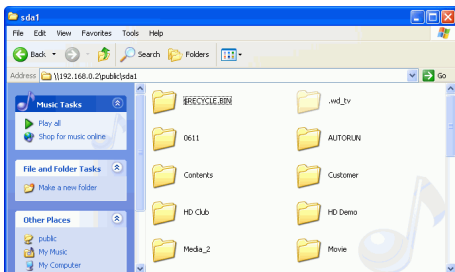 sda1
File Edit View Favorites Tools Help
Back Search Folders
Address \\192.168.0.2\public\sda1 Go
Music Tasks
Play all
Shop for music online
File and Folder Tasks
Make a new folder
Other Places
public
My Music
My Computer
$RECYCLE.BIN .wd_tv
0611 AUTORUN
Contents Customer
HD Club HD Demo
Media_2 Movie